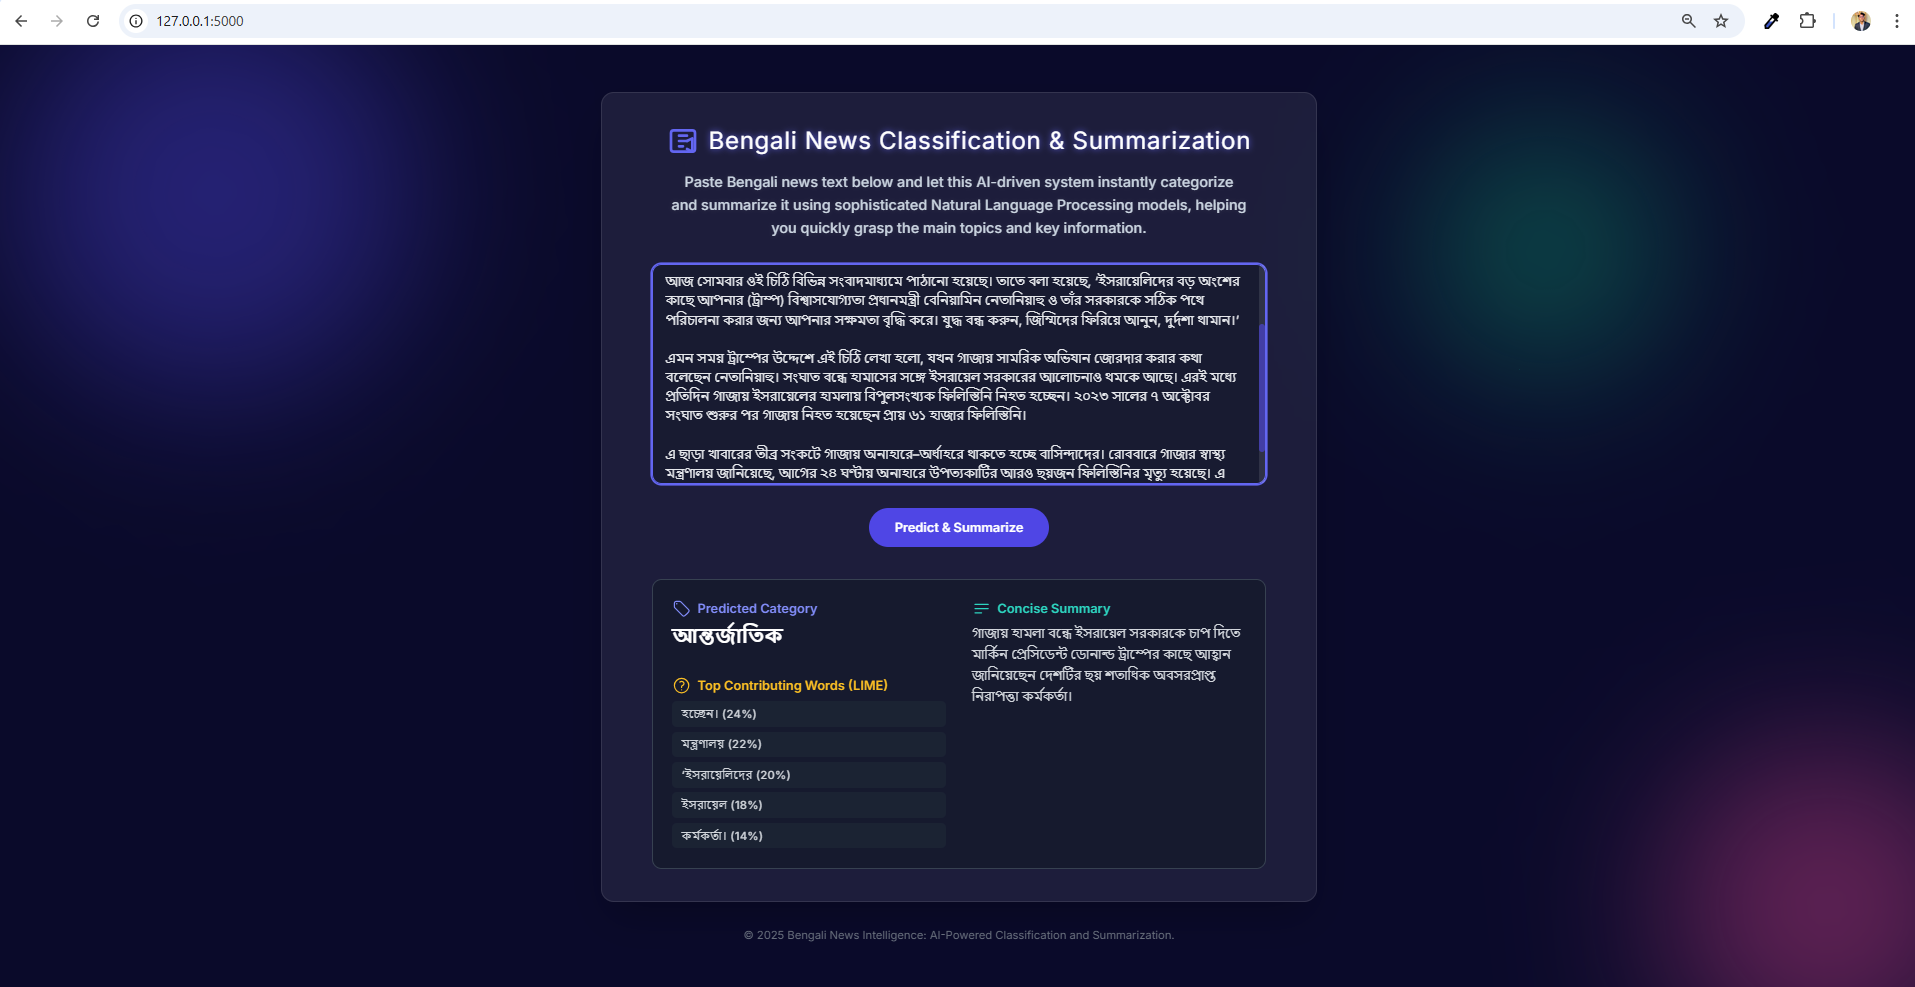 127.0.0.1:5000
Bengali News Classification & Summarization
Paste Bengali news text below and let this AI-driven system instantly categorize
and summarize it using sophisticated Natural Language Processing models, helping
you quickly grasp the main topics and key information.
আজ সোমবার ওই চিঠি বিভিন্ন সংবাদমাধ্যমে পাঠানো হয়েছে। তাতে বলা হয়েছে, ‘ইসরায়েলিদের বড় অংশের
কাছে আপনার (ট্রাম্প) বিশ্বাসযোগ্যতা প্রধানমন্ত্রী বেনিয়ামিন নেতানিয়াহু ও তাঁর সরকারকে সঠিক পথে
পরিচালনা করার জন্য আপনার সক্ষমতা বৃদ্ধি করে। যুদ্ধ বন্ধ করুন, জিম্মিদের ফিরিয়ে আনুন, দুর্দশা থামান।’
এমন সময় ট্রাম্পের উদ্দেশে এই চিঠি লেখা হলো, যখন গাজায় সামরিক অভিযান জোরদার করার কথা
বলেছেন নেতানিয়াহু। সংঘাত বন্ধে হামাসের সঙ্গে ইসরায়েল সরকারের আলোচনাও থমকে আছে। এরই মধ্যে
প্রতিদিন গাজায় ইসরায়েলের হামলায় বিপুলসংখ্যক ফিলিস্তিনি নিহত হচ্ছেন। ২০২৩ সালের ৭ অক্টোবর
সংঘাত শুরুর পর গাজায় নিহত হয়েছেন প্রায় ৬১ হাজার ফিলিস্তিনি।
এ ছাড়া খাবারের তীব্র সংকটে গাজায় অনাহারে–অর্ধাহারে থাকতে হচ্ছে বাসিন্দাদের। রোববারে গাজার স্বাস্থ্য
মন্ত্রণালয় জানিয়েছে, আগের ২৪ ঘণ্টায় অনাহারে উপত্যকাটির আরও ছয়জন ফিলিস্তিনির মৃত্যু হয়েছে। এ
Predict & Summarize
Predicted Category
আন্তর্জাতিক
Top Contributing Words (LIME)
হচ্ছেন। (24%)
মন্ত্রণালয় (22%)
‘ইসরায়েলিদের (20%)
ইসরায়েল (18%)
কর্মকর্তা। (14%)
Concise Summary
গাজায় হামলা বন্ধে ইসরায়েল সরকারকে চাপ দিতে
মার্কিন প্রেসিডেন্ট ডোনাল্ড ট্রাম্পের কাছে আহ্বান
জানিয়েছেন দেশটির ছয় শতাধিক অবসরপ্রাপ্ত
নিরাপত্তা কর্মকর্তা।
© 2025 Bengali News Intelligence: AI-Powered Classification and Summarization.